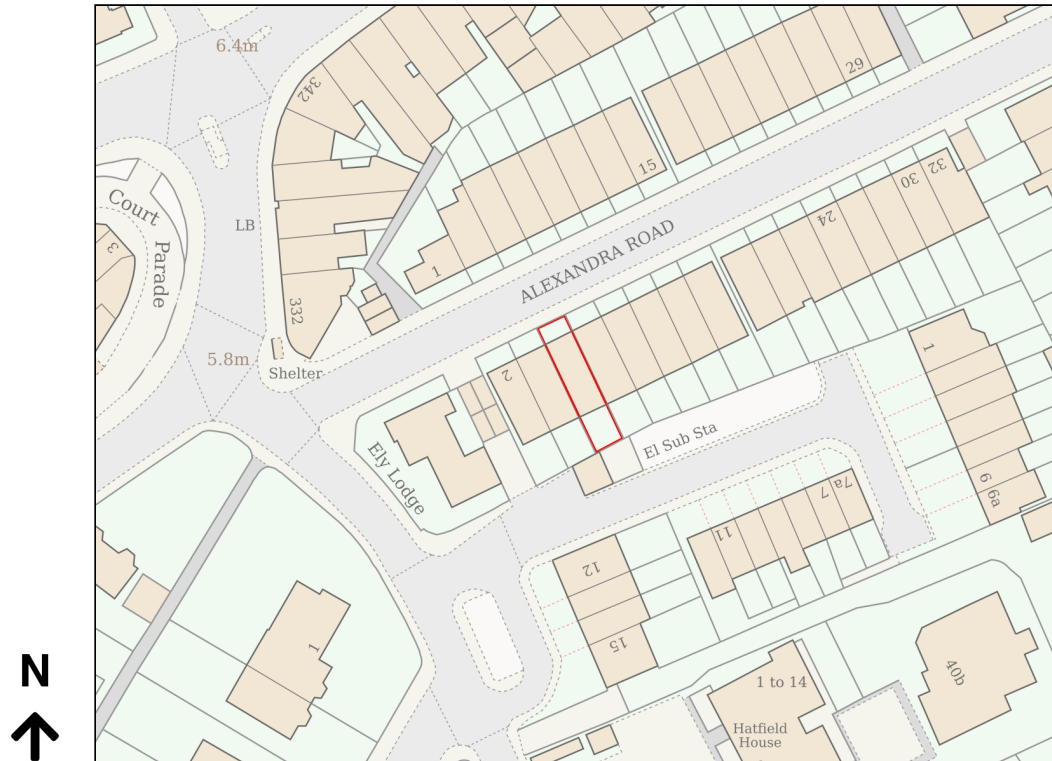 6.4m
342
29
15
32
30
24
Court
Parade
3
LB
1
ALEXANDRA ROAD
332
5.8m
Shelter
2
1
El Sub Sta
Ely Lodge
7a
7
6
6a
11
12
15
1
1 to 14
40b
Hatfield
House
N